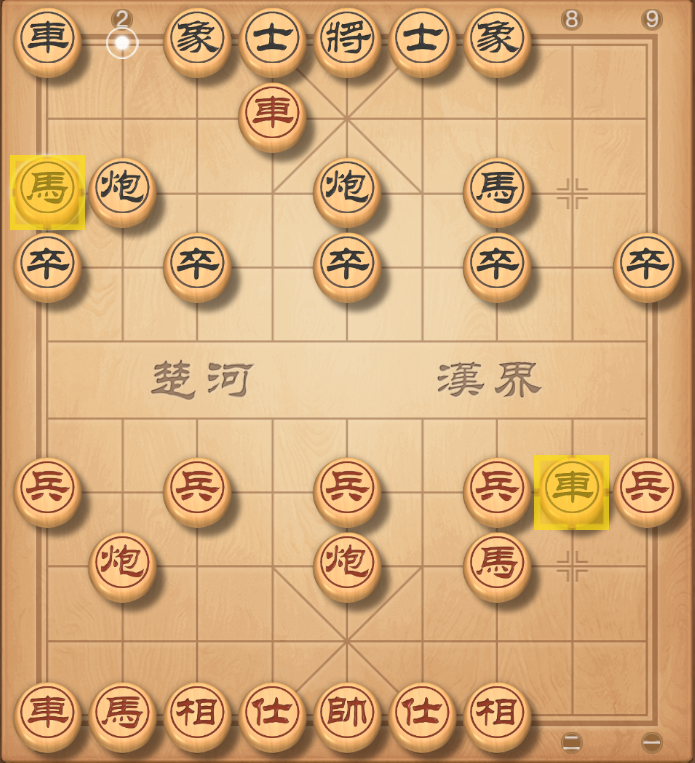 2 8 9
車 象 士 將 士 象
車
馬 炮 炮 馬
卒 卒 卒 卒 卒
楚河 漢界
兵 兵 兵 兵 車 兵
炮 炮 馬
車 馬 相 仕 帥 仕 相
二 一